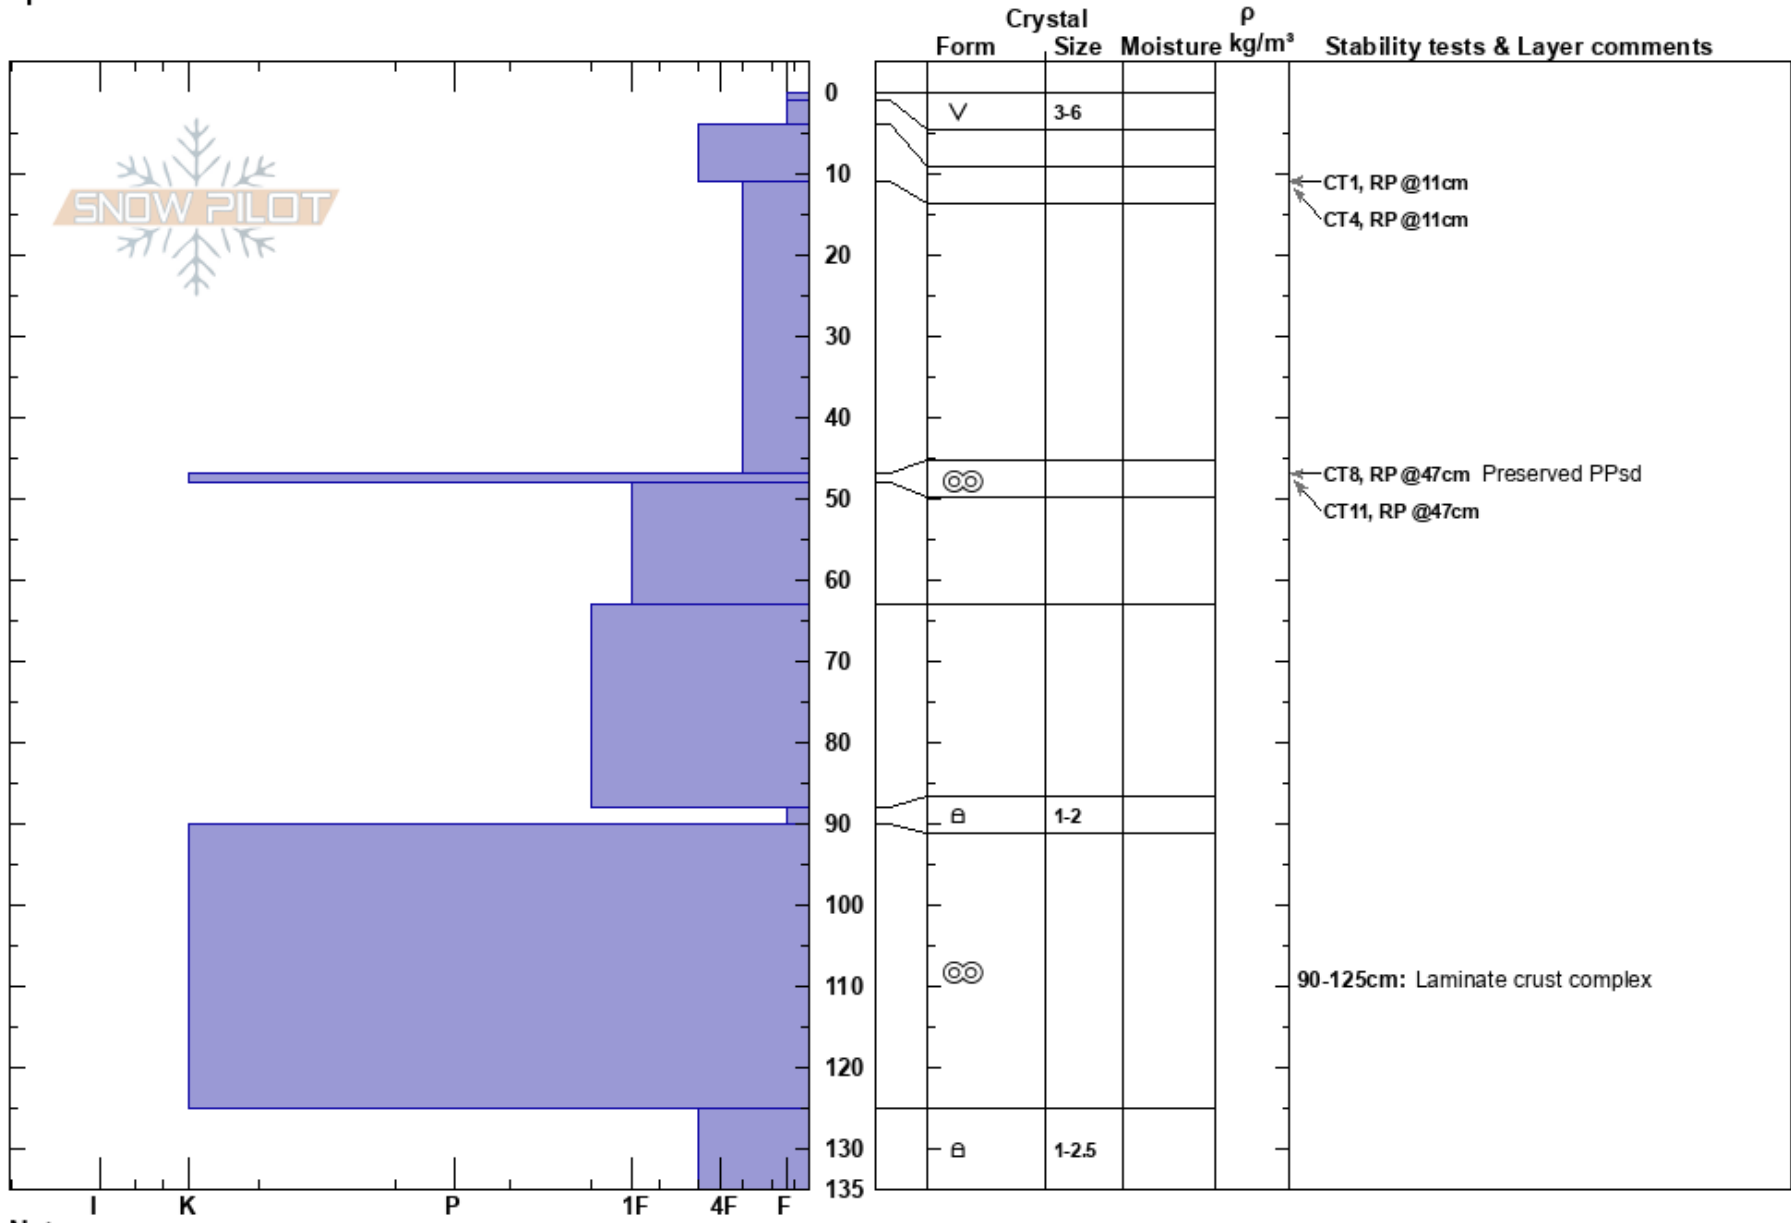 Crystal
ρ
Form Size Moisture kg/m³ Stability tests & Layer comments
SNOW PILOT
0
3-6
10
CT1, RP @11cm
CT4, RP @11cm
20
30
40
CT8, RP @47cm Preserved PPsd
50
CT11, RP @47cm
60
70
80
90
1-2
100
110
90-125cm: Laminate crust complex
120
130
1-2.5
135
I K P 1F 4F F